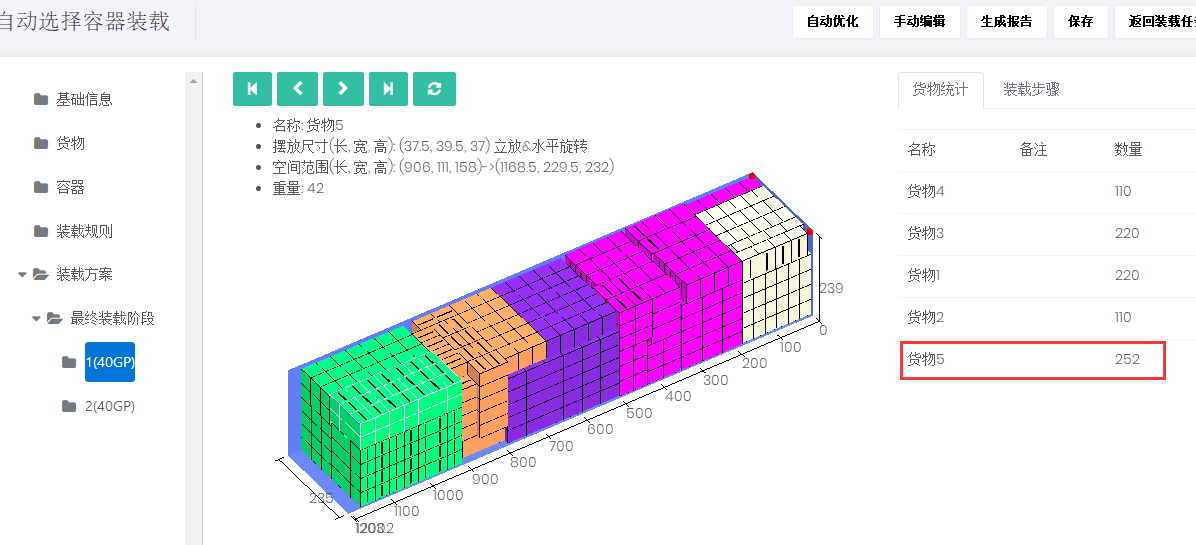 自动选择容器装载
自动优化
手动编辑
生成报告
保存
返回装载任
基础信息
货物
容器
装载规则
装载方案
最终装载阶段
1(40GP)
2(40GP)
名称: 货物5
摆放尺寸(长, 宽, 高): (37.5, 39.5, 37) 立放&水平旋转
空间范围(长, 宽, 高): (906, 111, 158)->(1168.5, 229.5, 232)
重量: 42
239
0
100
200
300
400
500
600
700
800
900
1000
1100
235
货物统计
装载步骤
名称 备注 数量
货物4 110
货物3 220
货物1 220
货物2 110
货物5 252